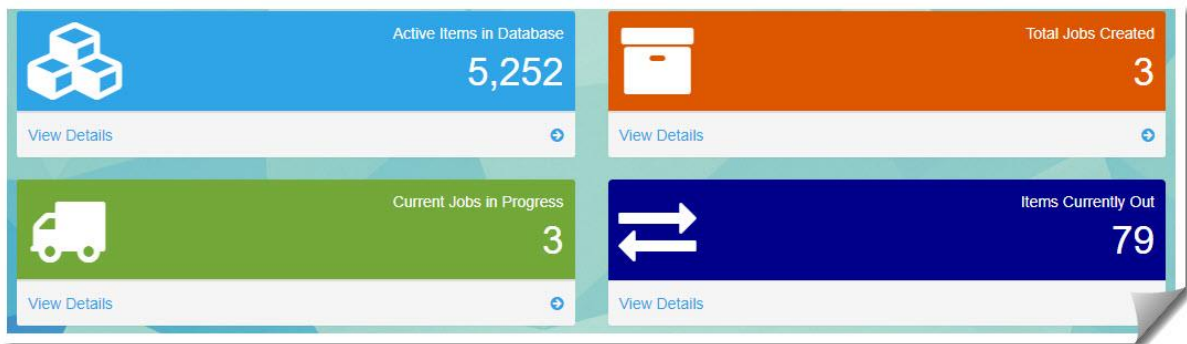 Active Items in Database
5,252
View Details
Total Jobs Created
3
View Details
Current Jobs in Progress
3
View Details
Items Currently Out
79
View Details